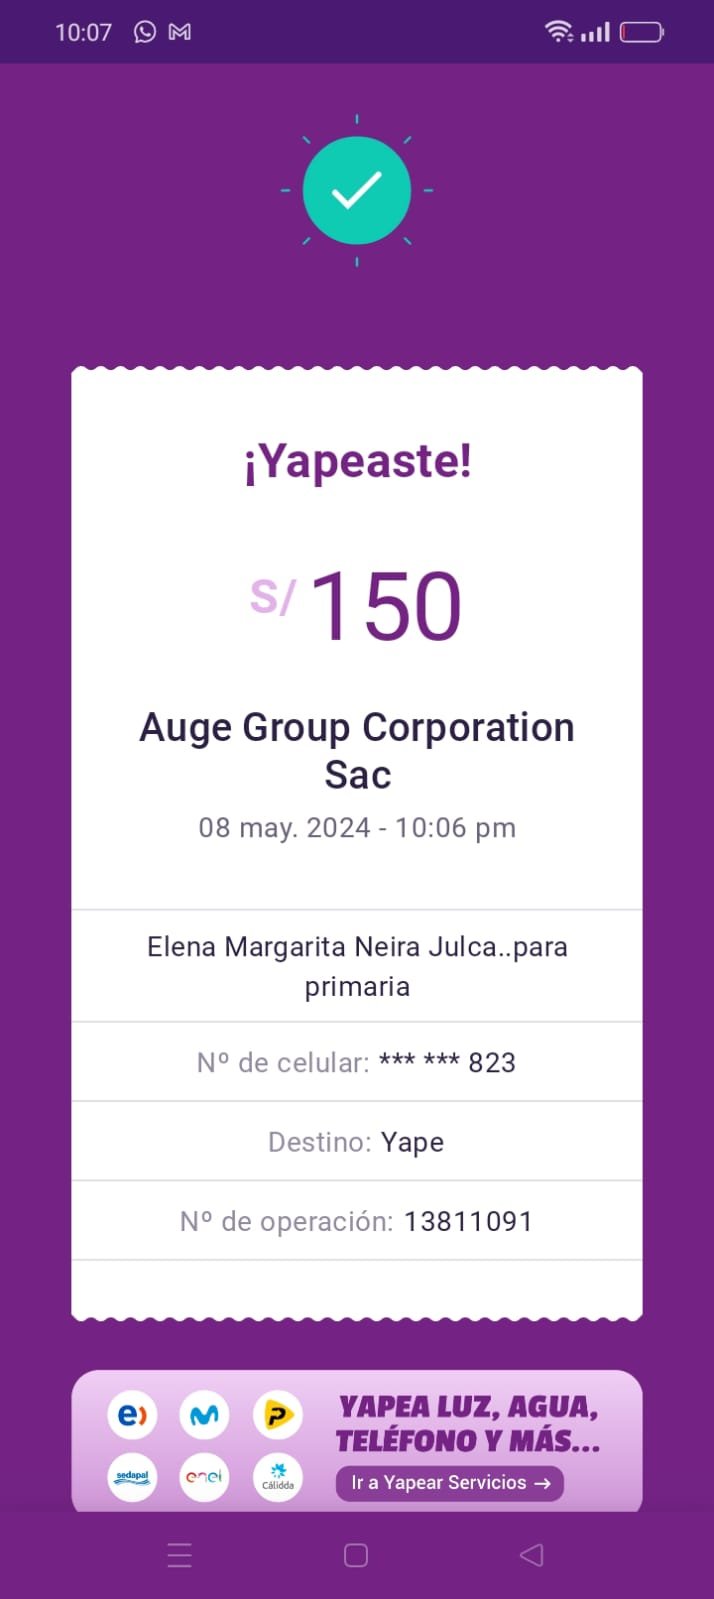 10:07
¡Yapeaste!
S/ 150
Auge Group Corporation
Sac
08 may. 2024 - 10:06 pm
Elena Margarita Neira Julca..para
primaria
Nº de celular: *** *** 823
Destino: Yape
Nº de operación: 13811091
YAPEA LUZ, AGUA,
TELÉFONO Y MÁS...
sedapal enel Cálidda
Ir a Yapear Servicios →